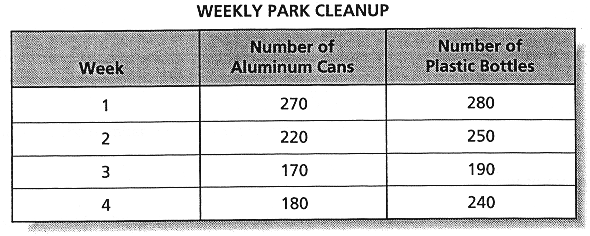 WEEKLY PARK CLEANUP
Week Number of Aluminum Cans Number of Plastic Bottles
1 270 280
2 220 250
3 170 190
4 180 240